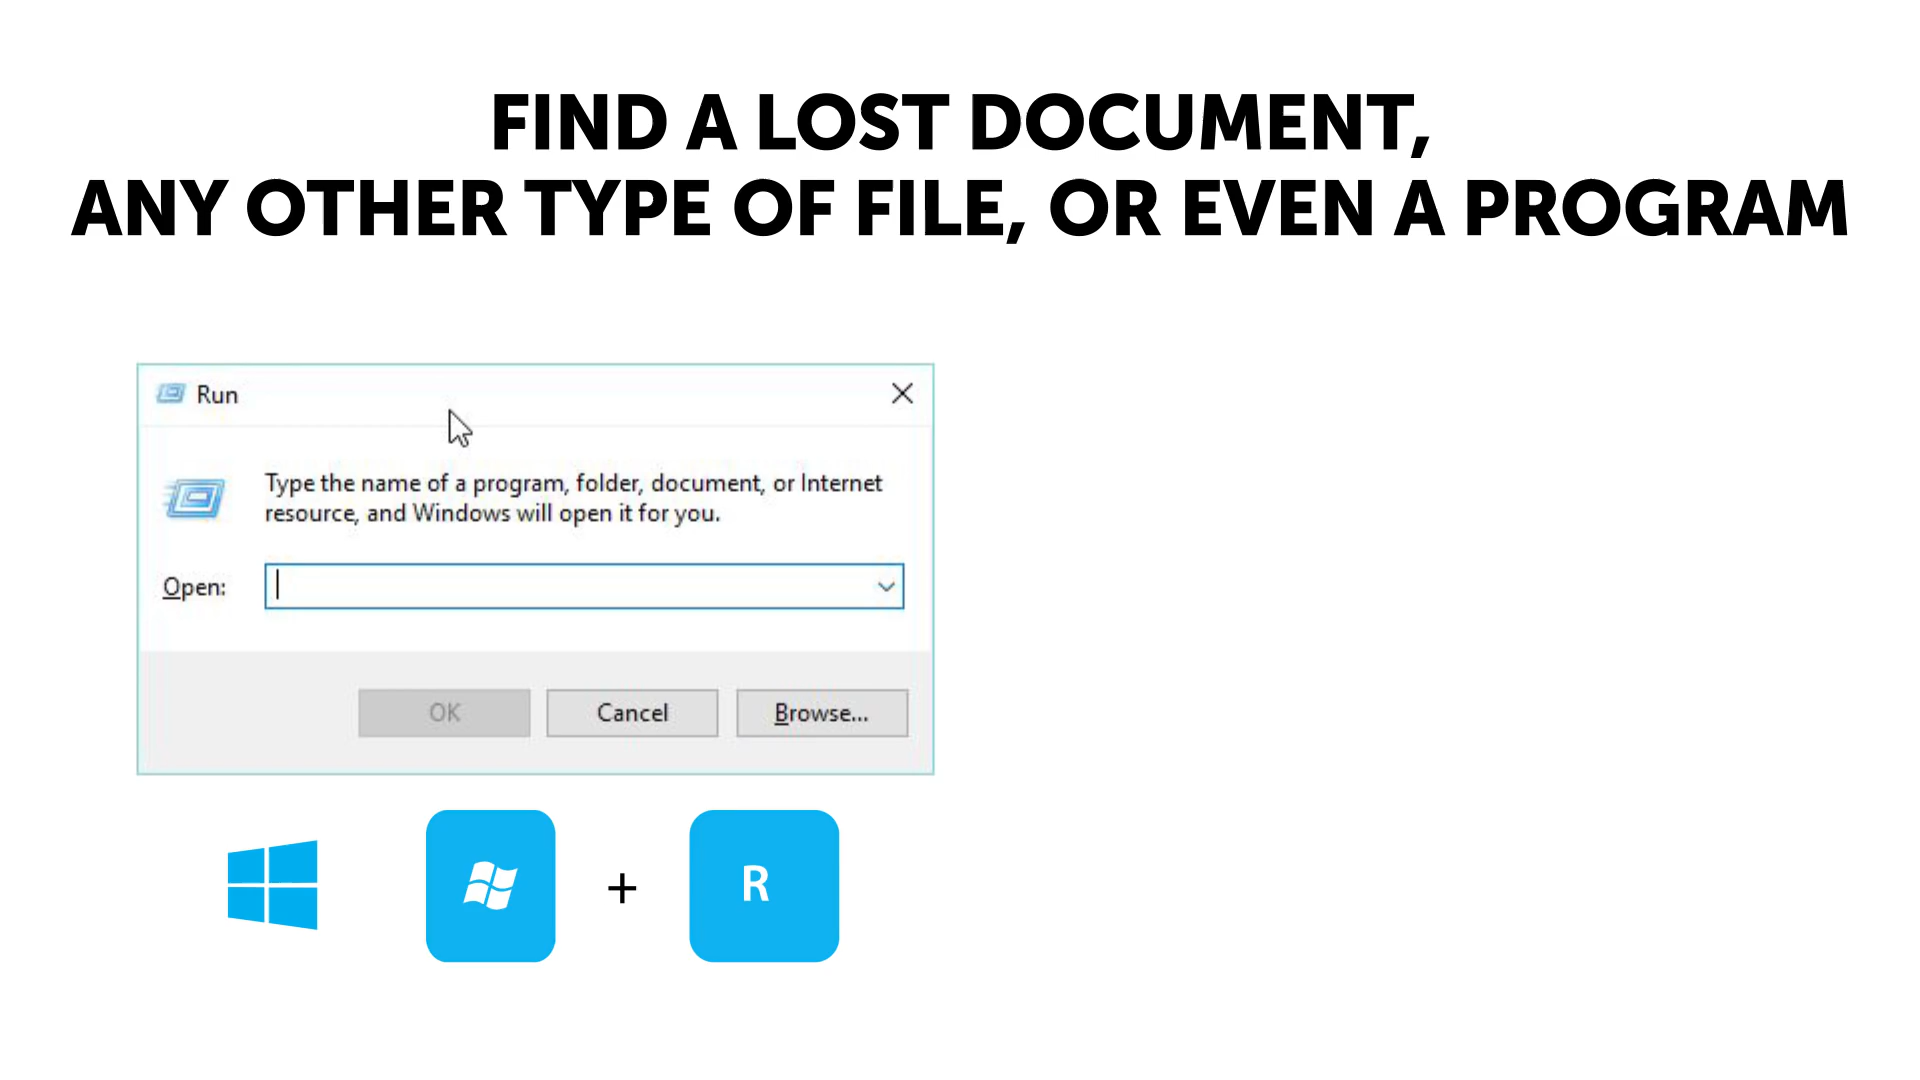 FIND A LOST DOCUMENT,
ANY OTHER TYPE OF FILE, OR EVEN A PROGRAM
Run
Type the name of a program, folder, document, or Internet
resource, and Windows will open it for you.
Open:
OK Cancel Browse...
+ R